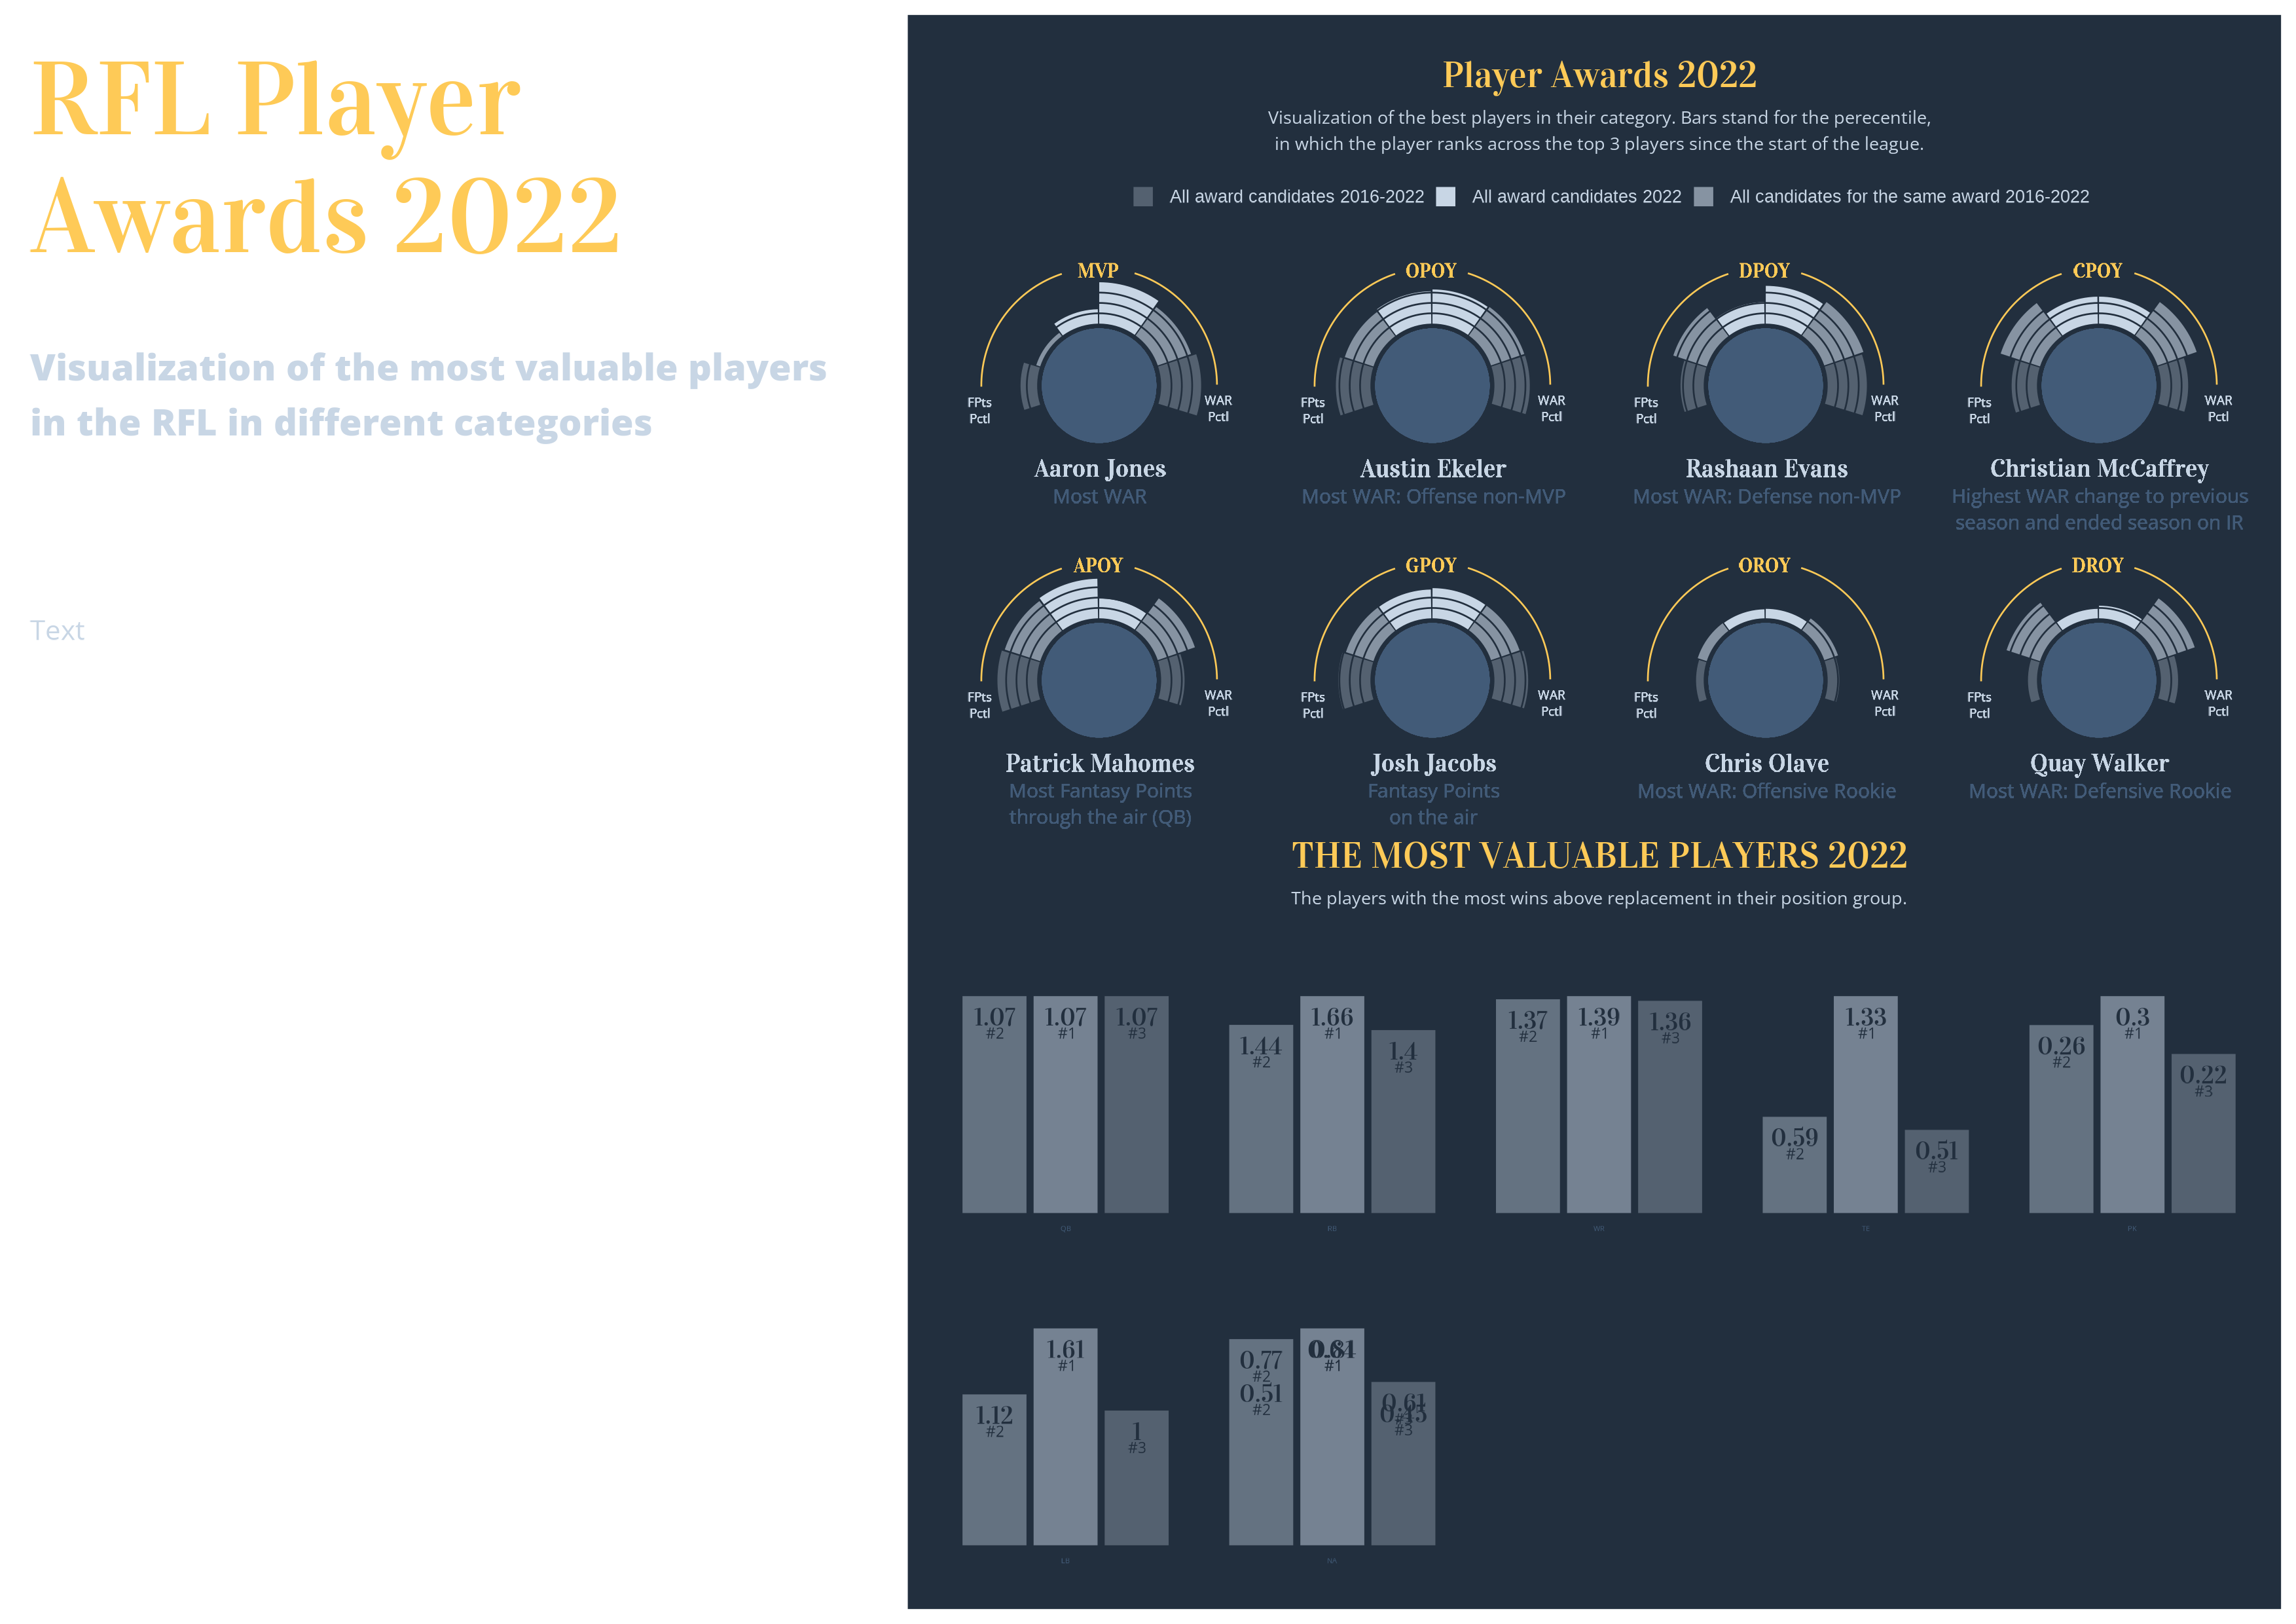 RFL Player
Awards 2022
Visualization of the most valuable players
in the RFL in different categories
Text
Player Awards 2022
Visualization of the best players in their category. Bars stand for the perecentile,
in which the player ranks across the top 3 players since the start of the league.
All award candidates 2016-2022 All award candidates 2022 All candidates for the same award 2016-2022
MVP
FPts
Pctl
WAR
Pctl
Aaron Jones
Most WAR
OPOY
FPts
Pctl
WAR
Pctl
Austin Ekeler
Most WAR: Offense non-MVP
DPOY
FPts
Pctl
WAR
Pctl
Rashaan Evans
Most WAR: Defense non-MVP
CPOY
FPts
Pctl
WAR
Pctl
Christian McCaffrey
Highest WAR change to previous
season and ended season on IR
APOY
FPts
Pctl
WAR
Pctl
Patrick Mahomes
Most Fantasy Points
through the air (QB)
GPOY
FPts
Pctl
WAR
Pctl
Josh Jacobs
Fantasy Points
on the air
OROY
FPts
Pctl
WAR
Pctl
Chris Olave
Most WAR: Offensive Rookie
DROY
FPts
Pctl
WAR
Pctl
Quay Walker
Most WAR: Defensive Rookie
THE MOST VALUABLE PLAYERS 2022
The players with the most wins above replacement in their position group.
1.07
#2
1.07
#1
1.07
#3
QB
1.44
#2
1.66
#1
1.4
#3
RB
1.37
#2
1.39
#1
1.36
#3
WR
0.59
#2
1.33
#1
0.51
#3
TE
0.26
#2
0.3
#1
0.22
#3
PK
1.12
#2
1.61
#1
1
#3
LB
0.77
#2
0.51
#2
#1
0.61
0.45
#3
NA